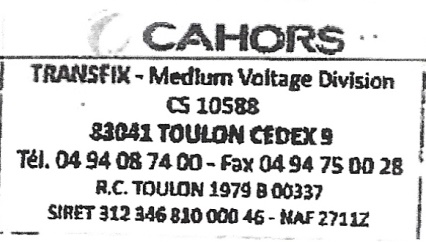 CAHORS
TRANSFIX - Medium Voltage Division
CS 10588
83041 TOULON CEDEX 9
Tél. 04 94 08 74 00 - Fax 04 94 75 00 28
R.C. TOULON 1979 B 00337
SIRET 312 346 810 000 46 - NAF 2711Z